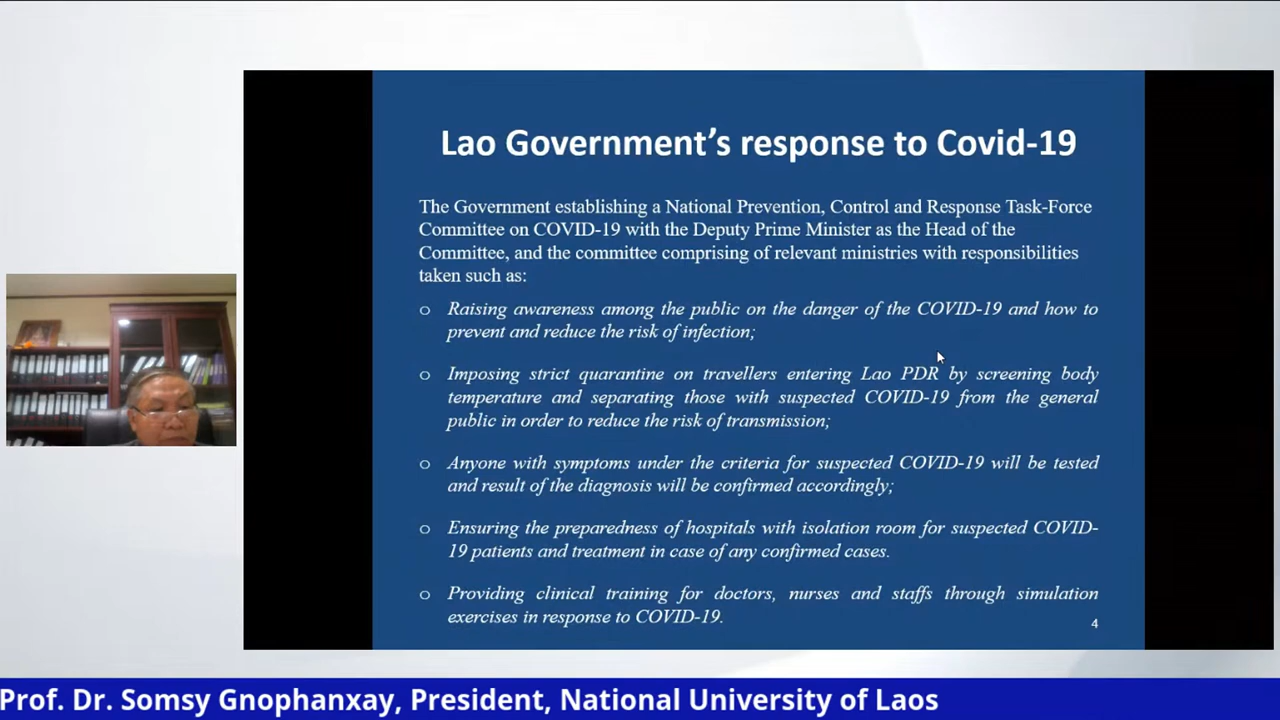 Lao Government's response to Covid-19
The Government establishing a National Prevention, Control and Response Task-Force
Committee on COVID-19 with the Deputy Prime Minister as the Head of the
Committee, and the committee comprising of relevant ministries with responsibilities
taken such as:
o Raising awareness among the public on the danger of the COVID-19 and how to
prevent and reduce the risk of infection;
o Imposing strict quarantine on travellers entering Lao PDR by screening body
temperature and separating those with suspected COVID-19 from the general
public in order to reduce the risk of transmission;
o Anyone with symptoms under the criteria for suspected COVID-19 will be tested
and result of the diagnosis will be confirmed accordingly;
o Ensuring the preparedness of hospitals with isolation room for suspected COVID-
19 patients and treatment in case of any confirmed cases.
o Providing clinical training for doctors, nurses and staffs through simulation
exercises in response to COVID-19.
4
Prof. Dr. Somsy Gnophanxay, President, National University of Laos